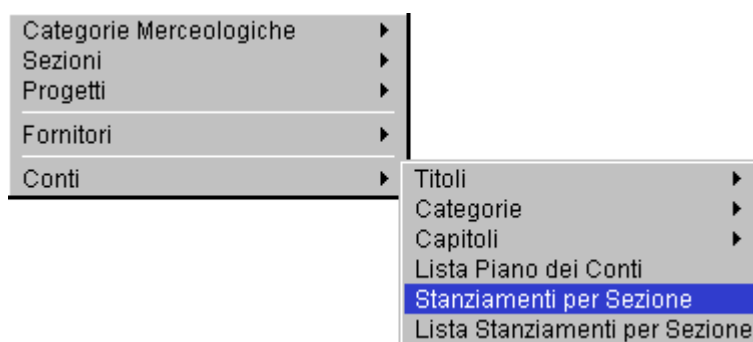 Categorie Merceologiche
Sezioni
Progetti
Fornitori
Conti
Titoli
Categorie
Capitoli
Lista Piano dei Conti
Stanziamenti per Sezione
Lista Stanziamenti per Sezione